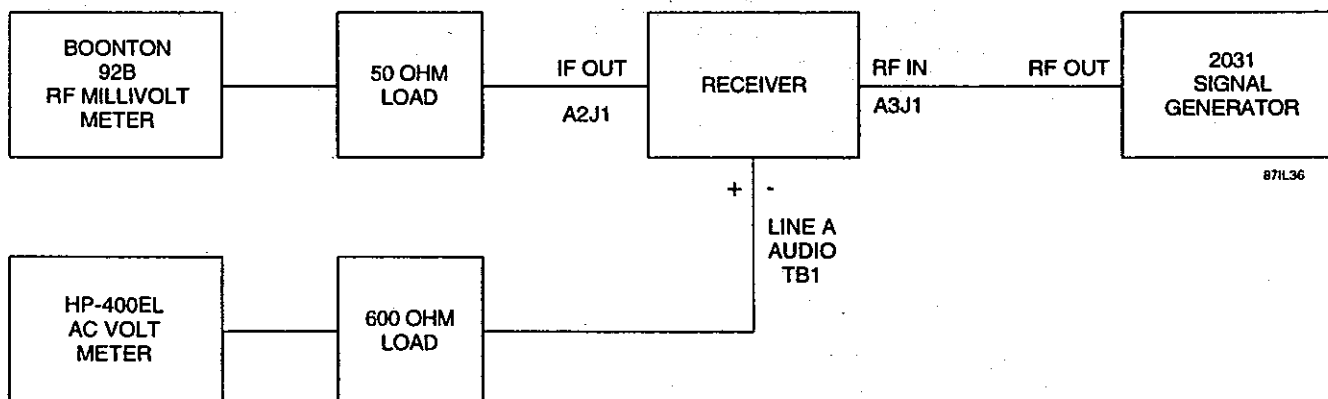 BOONTON
92B
RF MILLIVOLT
METER
50 OHM
LOAD
IF OUT
A2J1
RECEIVER
RF IN
A3J1
RF OUT
2031
SIGNAL
GENERATOR
871L36
+ -
LINE A
AUDIO
TB1
HP-400EL
AC VOLT
METER
600 OHM
LOAD